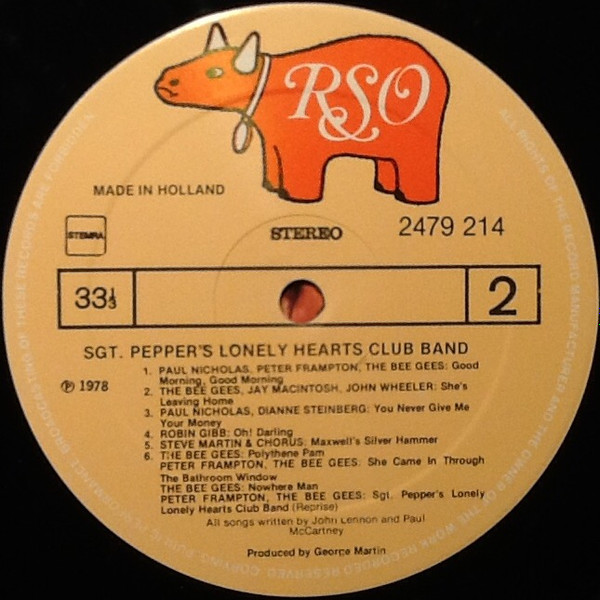 RSO
MADE IN HOLLAND
STEMRA
STEREO
2479 214
33⅓
2
SGT. PEPPER'S LONELY HEARTS CLUB BAND
℗ 1978
1. PAUL NICHOLAS, PETER FRAMPTON, THE BEE GEES: Good
Morning, Good Morning
2. THE BEE GEES, JAY MACINTOSH, JOHN WHEELER: She's
Leaving Home
3. PAUL NICHOLAS, DIANNE STEINBERG: You Never Give Me
Your Money
4. ROBIN GIBB: Oh! Darling
5. STEVE MARTIN & CHORUS: Maxwell's Silver Hammer
6. THE BEE GEES: Polythene Pam
PETER FRAMPTON, THE BEE GEES: She Came In Through
The Bathroom Window
THE BEE GEES: Nowhere Man
PETER FRAMPTON, THE BEE GEES: Sgt. Pepper's Lonely
Lonely Hearts Club Band (Reprise)
All songs written by John Lennon and Paul
McCartney
Produced by George Martin
ALL RIGHTS OF THE RECORD MANUFACTURER AND THE OWNER OF THE WORK RECORDED RESERVED. COPYING, PUBLIC PERFORMANCE, BROADCASTING OF THESE RECORDS ARE FORBIDDEN